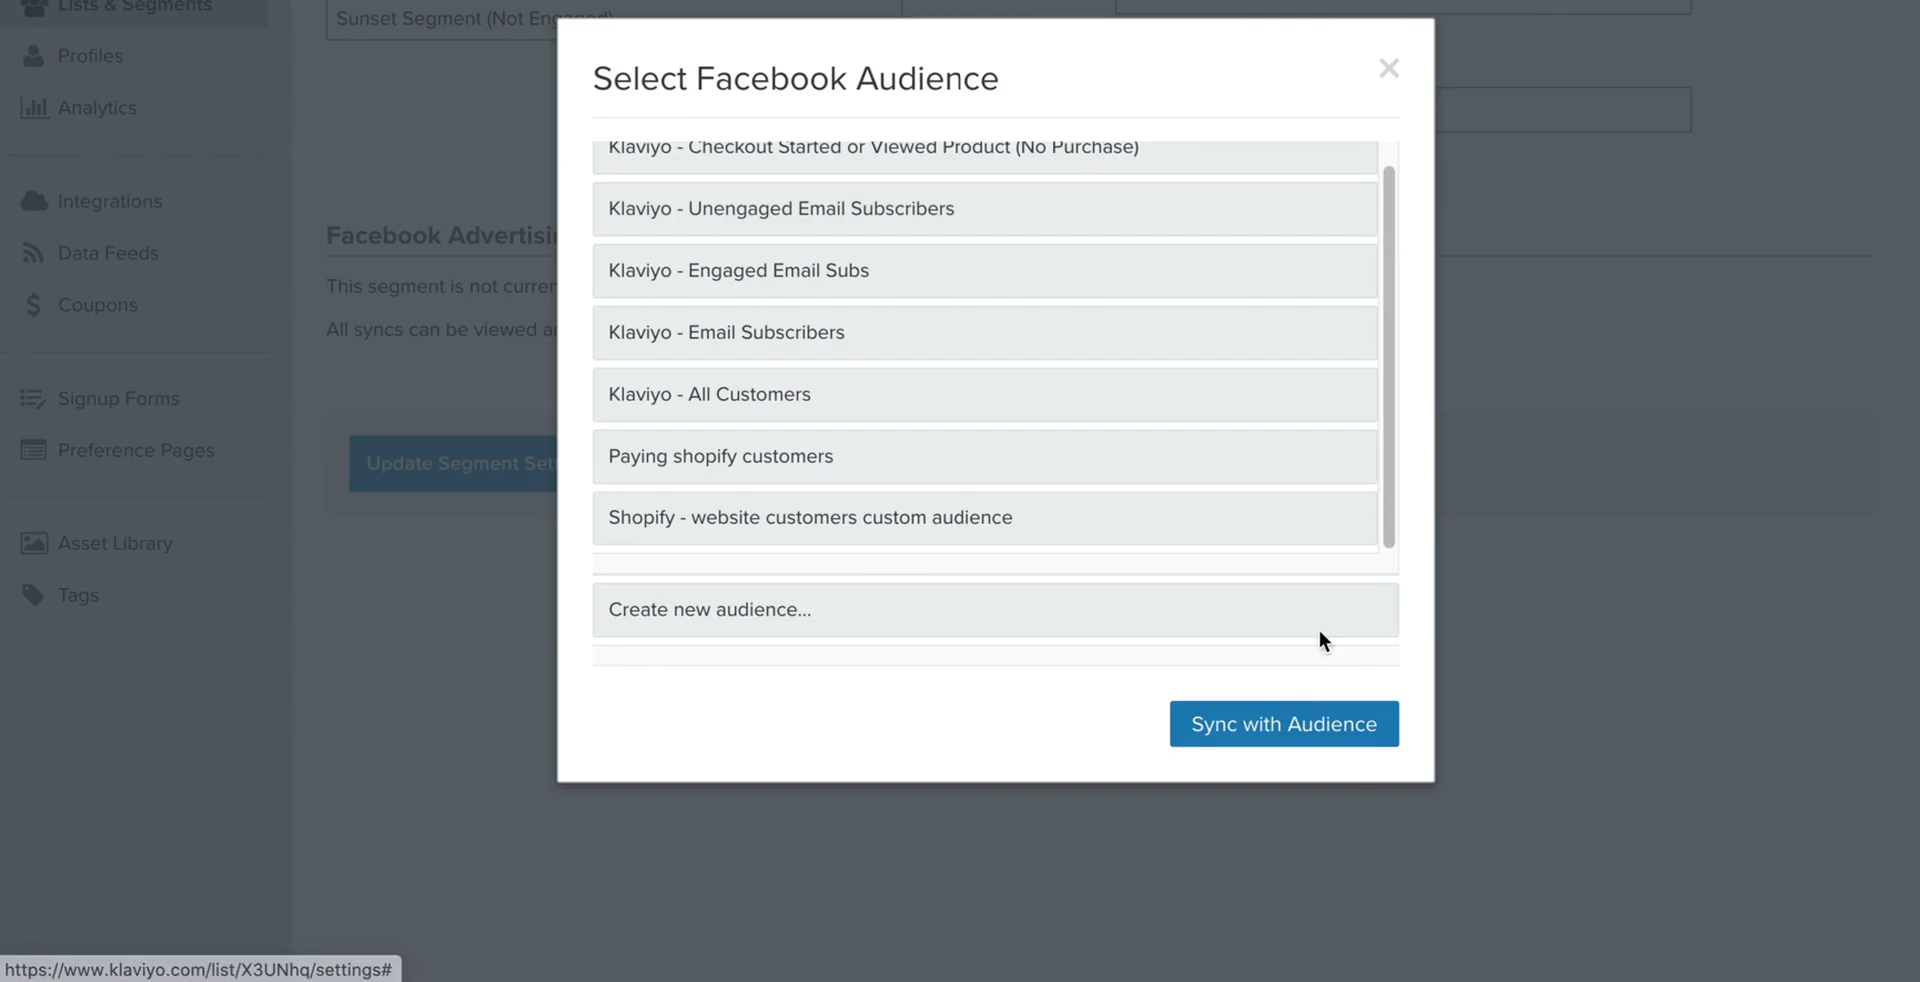 Lists & Segments
Profiles
Analytics
Integrations
Data Feeds
Coupons
Signup Forms
Preference Pages
Asset Library
Tags
Sunset Segment (Not Engaged)
Facebook Advertisi
This segment is not curren
All syncs can be viewed a
Update Segment Set
Select Facebook Audience
×
Klaviyo - Checkout Started or Viewed Product (No Purchase)
Klaviyo - Unengaged Email Subscribers
Klaviyo - Engaged Email Subs
Klaviyo - Email Subscribers
Klaviyo - All Customers
Paying shopify customers
Shopify - website customers custom audience
Create new audience...
Sync with Audience
https://www.klaviyo.com/list/X3UNhq/settings#